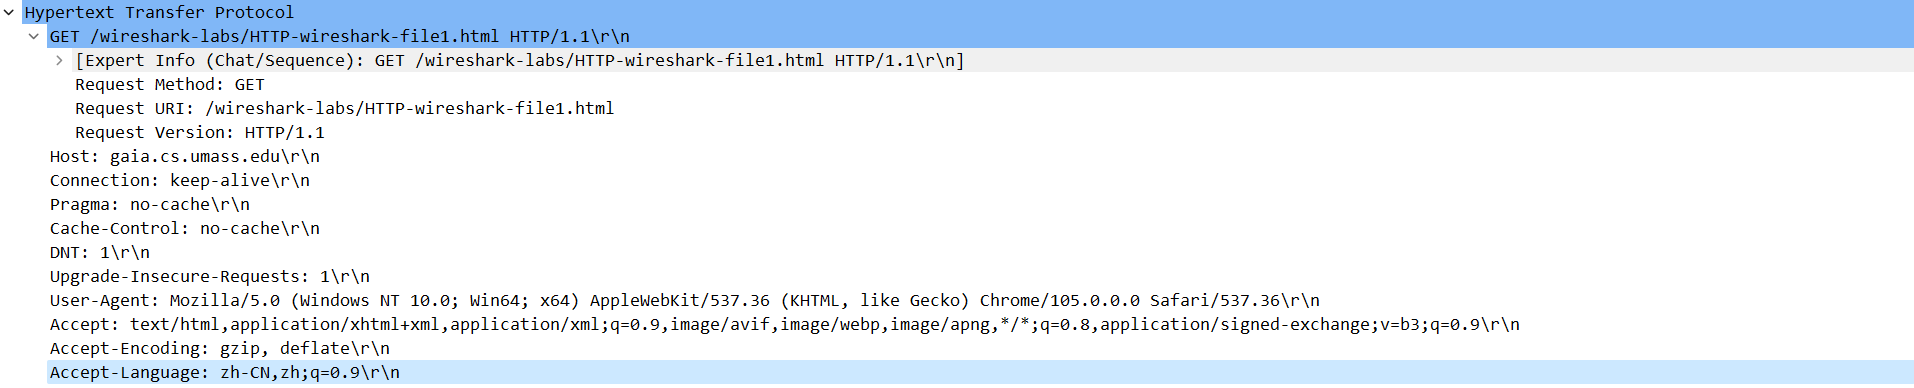 Hypertext Transfer Protocol
GET /wireshark-labs/HTTP-wireshark-file1.html HTTP/1.1\r\n
[Expert Info (Chat/Sequence): GET /wireshark-labs/HTTP-wireshark-file1.html HTTP/1.1\r\n]
Request Method: GET
Request URI: /wireshark-labs/HTTP-wireshark-file1.html
Request Version: HTTP/1.1
Host: gaia.cs.umass.edu\r\n
Connection: keep-alive\r\n
Pragma: no-cache\r\n
Cache-Control: no-cache\r\n
DNT: 1\r\n
Upgrade-Insecure-Requests: 1\r\n
User-Agent: Mozilla/5.0 (Windows NT 10.0; Win64; x64) AppleWebKit/537.36 (KHTML, like Gecko) Chrome/105.0.0.0 Safari/537.36\r\n
Accept: text/html,application/xhtml+xml,application/xml;q=0.9,image/avif,image/webp,image/apng,*/*;q=0.8,application/signed-exchange;v=b3;q=0.9\r\n
Accept-Encoding: gzip, deflate\r\n
Accept-Language: zh-CN,zh;q=0.9\r\n